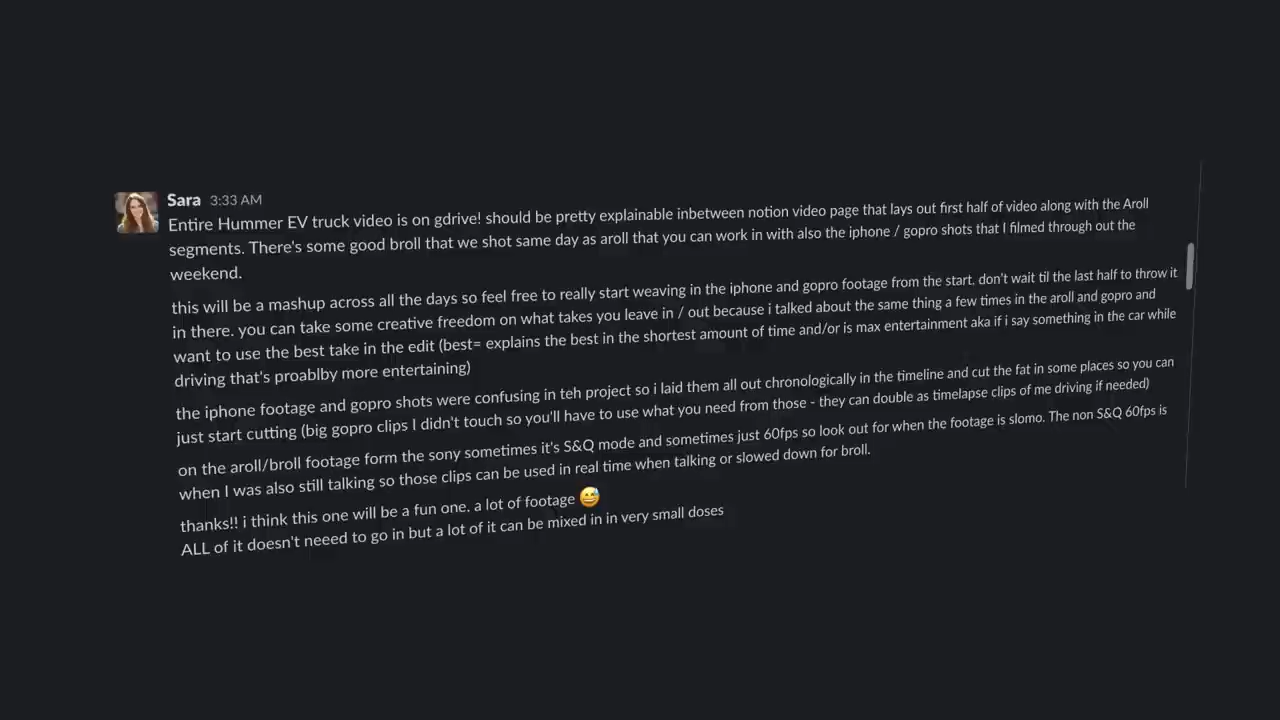 Sara 3:33 AM
Entire Hummer EV truck video is on gdrive! should be pretty explainable inbetween notion video page that lays out first half of video along with the Aroll
segments. There's some good broll that we shot same day as aroll that you can work in with also the iphone / gopro shots that I filmed through out the
weekend.
this will be a mashup across all the days so feel free to really start weaving in the iphone and gopro footage from the start. don't wait til the last half to throw it
in there. you can take some creative freedom on what takes you leave in / out because i talked about the same thing a few times in the aroll and gopro and
want to use the best take in the edit (best= explains the best in the shortest amount of time and/or is max entertainment aka if i say something in the car while
driving that's proablby more entertaining)
the iphone footage and gopro shots were confusing in teh project so i laid them all out chronologically in the timeline and cut the fat in some places so you can
just start cutting (big gopro clips I didn't touch so you'll have to use what you need from those - they can double as timelapse clips of me driving if needed)
on the aroll/broll footage form the sony sometimes it's S&Q mode and sometimes just 60fps so look out for when the footage is slomo. The non S&Q 60fps is
when I was also still talking so those clips can be used in real time when talking or slowed down for broll.
thanks!! i think this one will be a fun one. a lot of footage 😅
ALL of it doesn't neeed to go in but a lot of it can be mixed in in very small doses